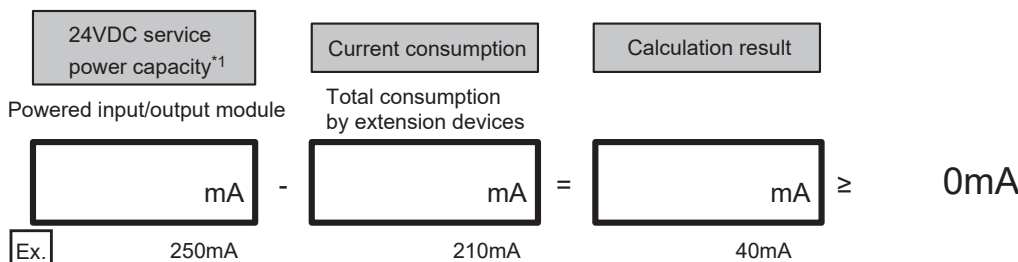 24VDC service
power capacity*1
Current consumption
Calculation result
Powered input/output module
Total consumption
by extension devices
mA - mA = mA ≥ 0mA
Ex. 250mA 210mA 40mA